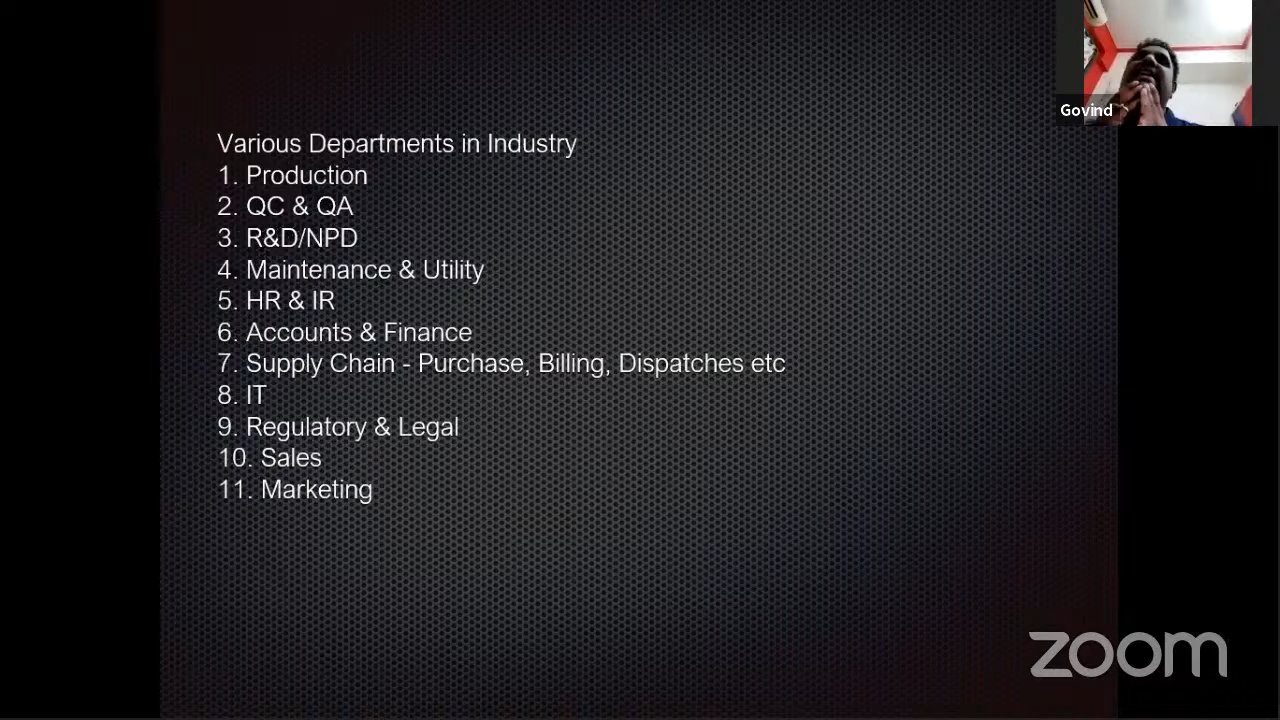 Various Departments in Industry
1. Production
2. QC & QA
3. R&D/NPD
4. Maintenance & Utility
5. HR & IR
6. Accounts & Finance
7. Supply Chain - Purchase, Billing, Dispatches etc
8. IT
9. Regulatory & Legal
10. Sales
11. Marketing
Govind
zoom